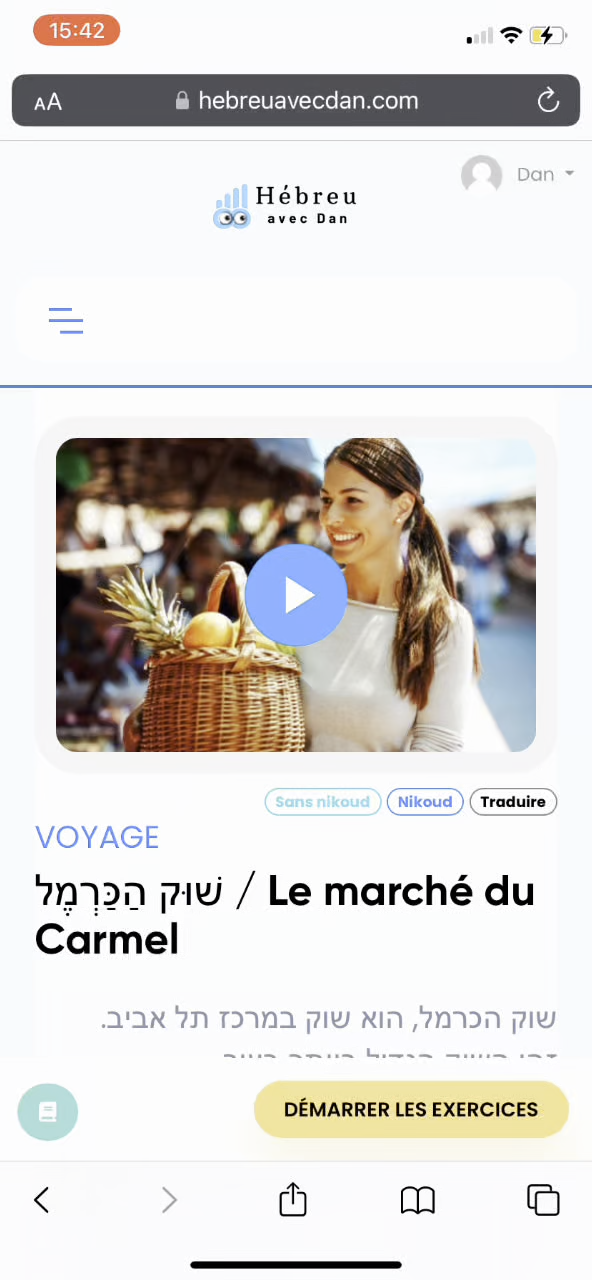 15:42
AA
hebreuavecdan.com
Dan
Hébreu
avec Dan
Sans nikoud
Nikoud
Traduire
VOYAGE
שׁוּק הַכַּרְמֶל / Le marché du
Carmel
שוק הכרמל, הוא שוק במרכז תל אביב.
DÉMARRER LES EXERCICES